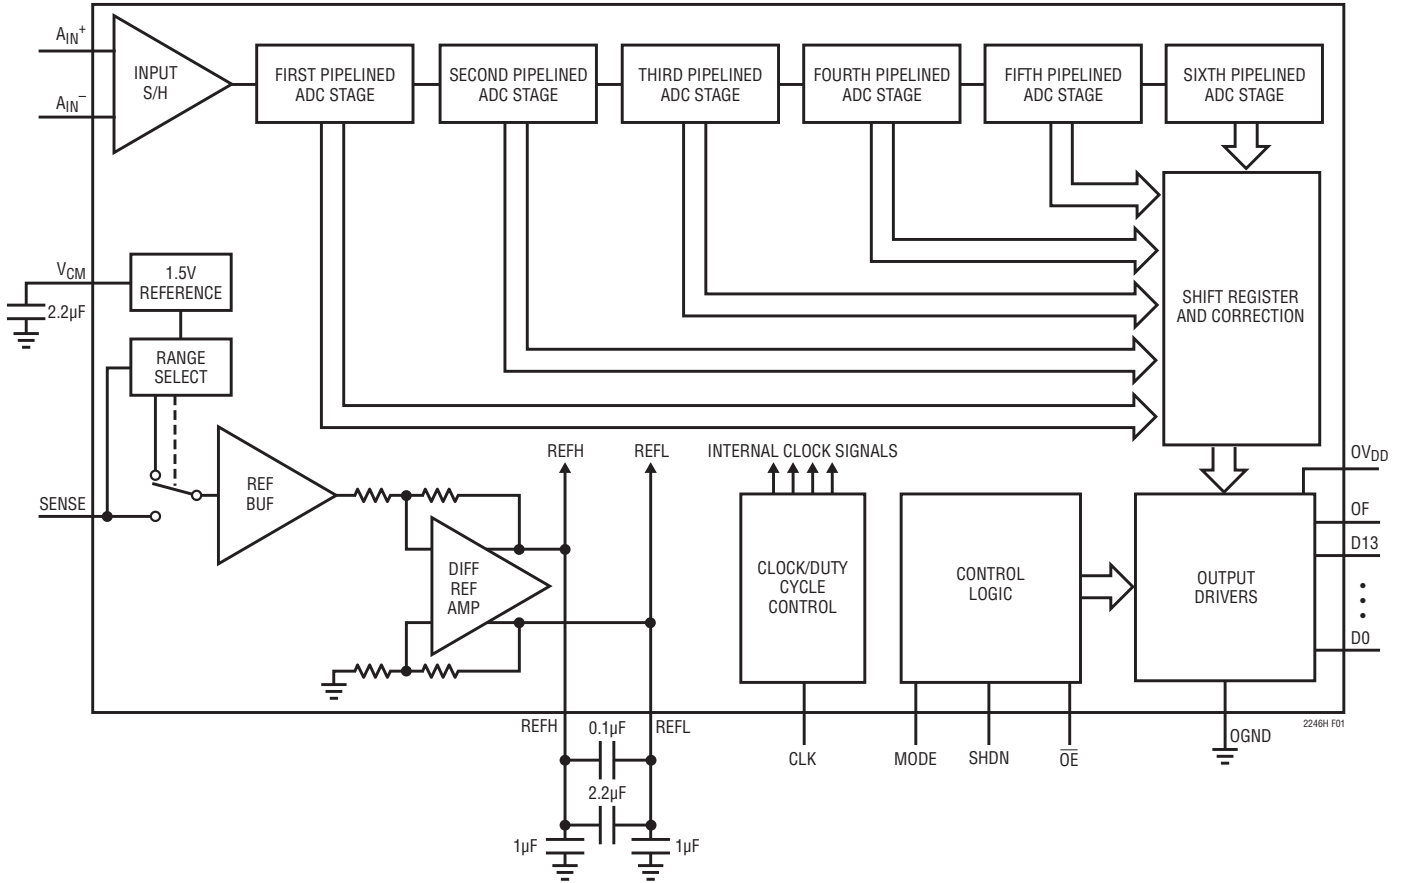 AIN+
INPUT
S/H
AIN–
FIRST PIPELINED
ADC STAGE
SECOND PIPELINED
ADC STAGE
THIRD PIPELINED
ADC STAGE
FOURTH PIPELINED
ADC STAGE
FIFTH PIPELINED
ADC STAGE
SIXTH PIPELINED
ADC STAGE
VCM
1.5V
REFERENCE
2.2µF
RANGE
SELECT
SHIFT REGISTER
AND CORRECTION
SENSE
REF
BUF
REFH
REFL
DIFF
REF
AMP
INTERNAL CLOCK SIGNALS
CLOCK/DUTY
CYCLE
CONTROL
CONTROL
LOGIC
OUTPUT
DRIVERS
OVDD
OF
D13
D0
2246H F01
REFH
0.1µF
REFL
2.2µF
1µF
1µF
CLK
MODE
SHDN
O̅E̅
OGND